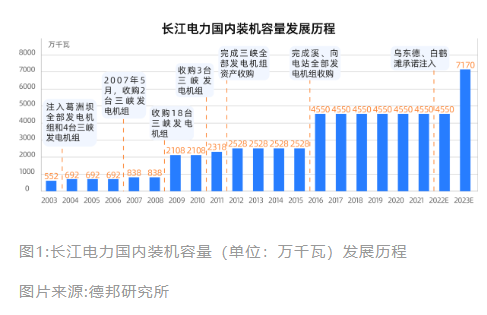 长江电力国内装机容量发展历程
万千瓦
8000
7000
6000
5000
4000
3000
2000
1000
0
注入葛洲坝
全部发电机
组和4台三峡
发电机组
2007年5
月，收购2
台三峡发
电机组
收购18台
三峡发电
机组
收购3台
三峡发电
机组
完成三峡全
部发电机组
资产收购
完成溪、向
电站全部发
电机组收购
乌东德、白鹤
滩承诺注入
552 692 692 692 838 838 2108 2108 2318 2528 2528 2528 2528 4550 4550 4550 4550 4550 4550 4550 7170
2003 2004 2005 2006 2007 2008 2009 2010 2011 2012 2013 2014 2015 2016 2017 2018 2019 2020 2021 2022E 2023E
图1:长江电力国内装机容量（单位：万千瓦）发展历程
图片来源:德邦研究所